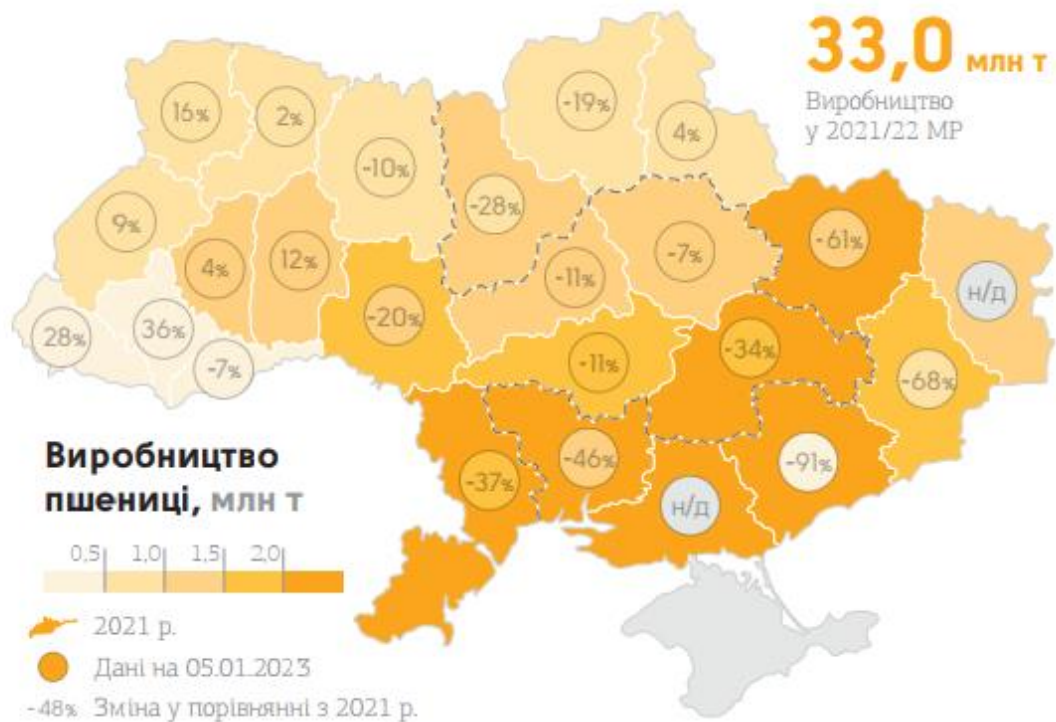 33,0 млн т
Виробництво
у 2021/22 МР
16%
2%
-10%
-19%
4%
9%
4%
12%
-28%
-11%
-7%
-61%
н/д
28%
36%
-7%
-20%
-11%
-34%
-68%
-37%
-46%
н/д
-91%
Виробництво
пшениці, млн т
0,5 1,0 1,5 2,0
2021 р.
Дані на 05.01.2023
-48% Зміна у порівнянні з 2021 р.